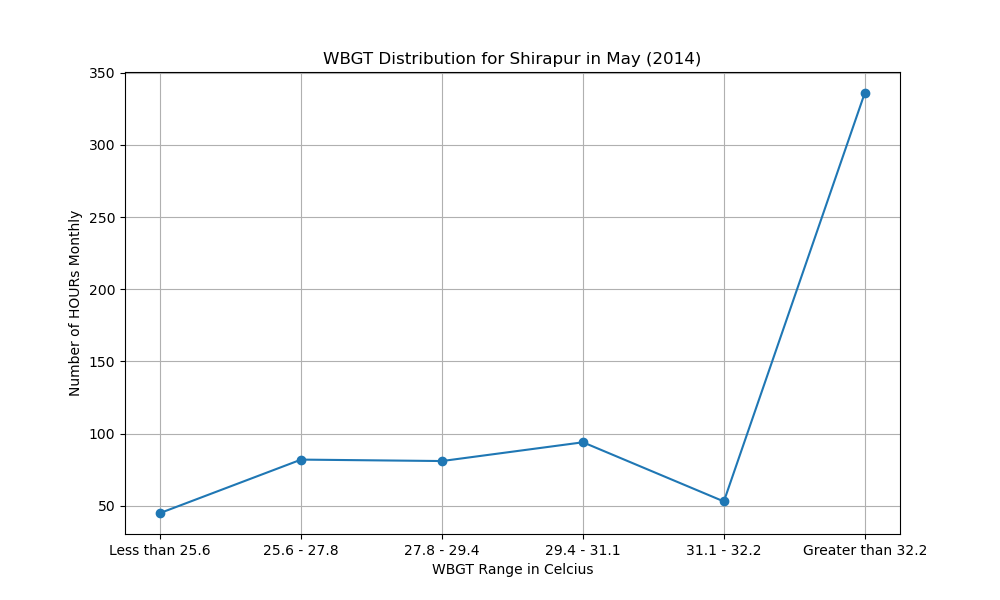 WBGT Distribution for Shirapur in May (2014)
350
300
250
200
150
100
50
Number of HOURs Monthly
Less than 25.6
25.6 - 27.8
27.8 - 29.4
29.4 - 31.1
31.1 - 32.2
Greater than 32.2
WBGT Range in Celcius